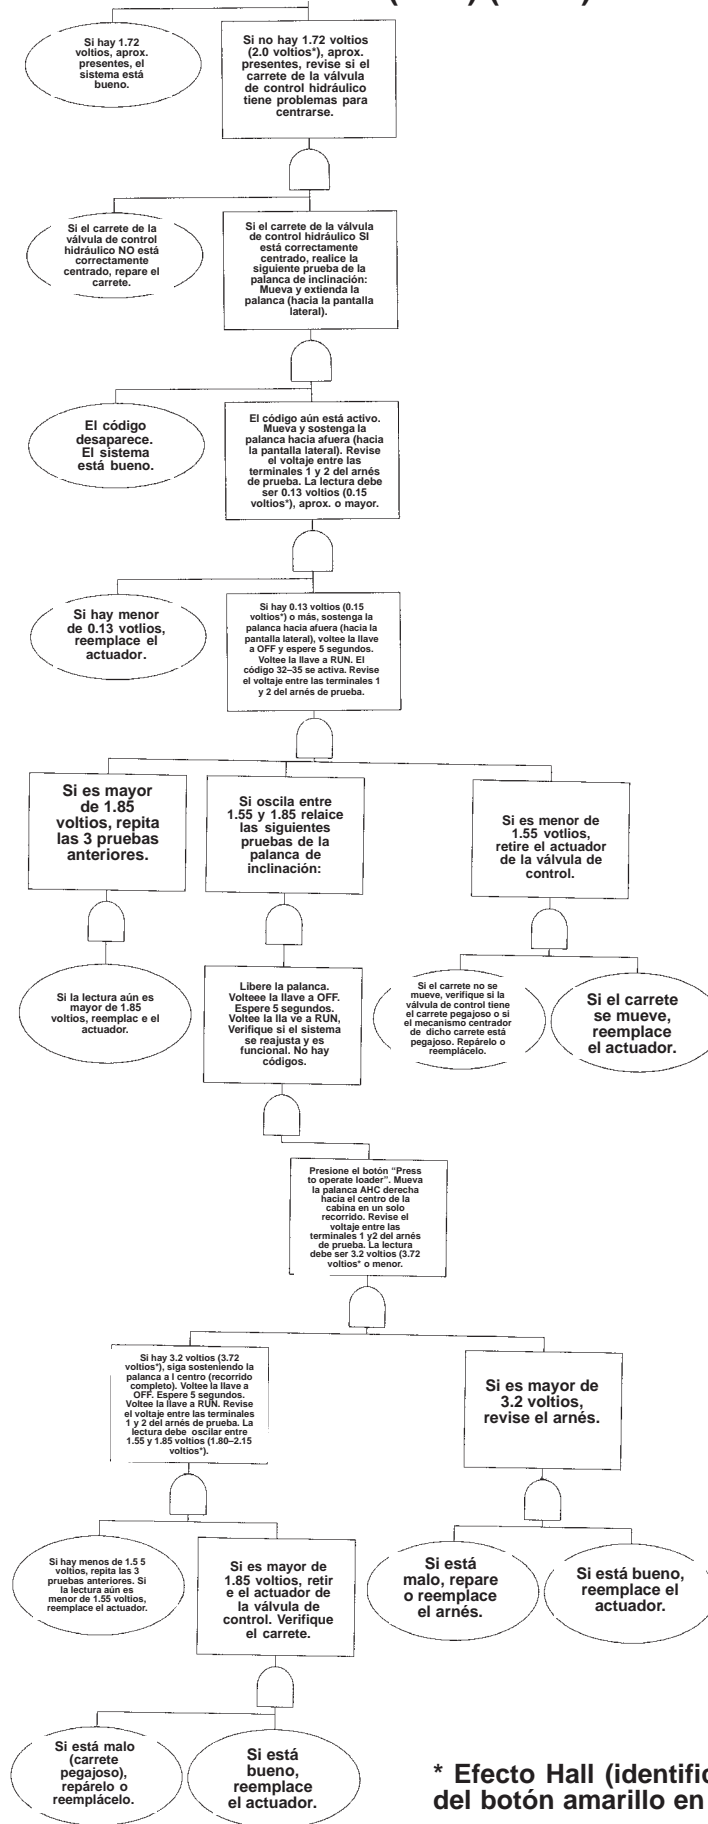 Si hay 1.72
voltios, aprox.
presentes, el
sistema está
bueno.
Si no hay 1.72 voltios
(2.0 voltios*), aprox.
presentes, revise si el
carrete de la válvula
de control hidráulico
tiene problemas para
centrarse.
Si el carrete de la
válvula de control
hidráulico NO está
correctamente
centrado, repare el
carrete.
Si el carrete de la válvula
de control hidráulico SI
está correctamente
centrado, realice la
siguiente prueba de la
palanca de inclinación:
Mueva y extienda la
palanca (hacia la pantalla
lateral).
El código
desaparece.
El sistema
está bueno.
El código aún está activo.
Mueva y sostenga la
palanca hacia afuera (hacia
la pantalla lateral). Revise
el voltaje entre las
terminales 1 y 2 del arnés
de prueba. La lectura debe
ser 0.13 voltios (0.15
voltios*), aprox. o mayor.
Si hay menor
de 0.13 votlios,
reemplace el
actuador.
Si hay 0.13 voltios (0.15
voltios*) o más, sostenga la
palanca hacia afuera (hacia la
pantalla lateral), voltee la llave
a OFF y espere 5 segundos.
Voltee la llave a RUN. El
código 32–35 se activa. Revise
el voltaje entre las terminales 1
y 2 del arnés de prueba.
Si es mayor
de 1.85
voltios, repita
las 3 pruebas
anteriores.
Si oscila entre
1.55 y 1.85 relaice
las siguientes
pruebas de la
palanca de
inclinación:
Si es menor de
1.55 votlios,
retire el actuador
de la válvula de
control.
Si la lectura aún es
mayor de 1.85
voltios, reemplac e el
actuador.
Libere la palanca.
Volteee la llave a OFF.
Espere 5 segundos.
Voltee la lla ve a RUN,
Verifique si el sistema
se reajusta y es
funcional. No hay
códigos.
Si el carrete no se
mueve, verifique si la
válvula de control tiene
el carrete pegajoso o si
el mecanismo centrador
de dicho carrete está
pegajoso. Repárelo o
reemplácelo.
Si el carrete
se mueve,
reemplace
el actuador.
Presione el botón “Press
to operate loader”. Mueva
la palanca AHC derecha
hacia el centro de la
cabina en un solo
recorrido. Revise el
voltaje entre las
terminales 1 y2 del arnés
de prueba. La lectura
debe ser 3.2 voltios (3.72
voltios* o menor.
Si hay 3.2 voltios (3.72
voltios*), siga sosteniendo la
palanca a l centro (recorrido
completo). Voltee la llave a
OFF. Espere 5 segundos.
Voltee la llave a RUN. Revise
el voltaje entre las terminales
1 y 2 del arnés de prueba. La
lectura debe oscilar entre
1.55 y 1.85 voltios (1.80–2.15
voltios*).
Si es mayor de
3.2 voltios,
revise el arnés.
Si hay menos de 1.5 5
voltios, repita las 3
pruebas anteriores. Si
la lectura aún es
menor de 1.55 voltios,
reemplace el actuador.
Si es mayor de
1.85 voltios, retir
e el actuador de
la válvula de
control. Verifique
el carrete.
Si está
malo, repare
o reemplace
el arnés.
Si está bueno,
reemplace el
actuador.
Si está malo
(carrete
pegajoso),
repárelo o
reemplácelo.
Si está
bueno,
reemplace
el actuador.
* Efecto Hall (identific
del botón amarillo en